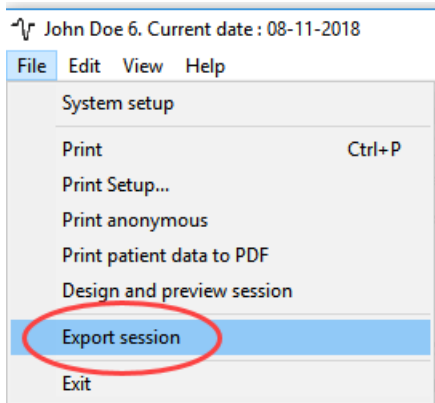 John Doe 6. Current date : 08-11-2018
File Edit View Help
System setup
Print Ctrl+P
Print Setup...
Print anonymous
Print patient data to PDF
Design and preview session
Export session
Exit